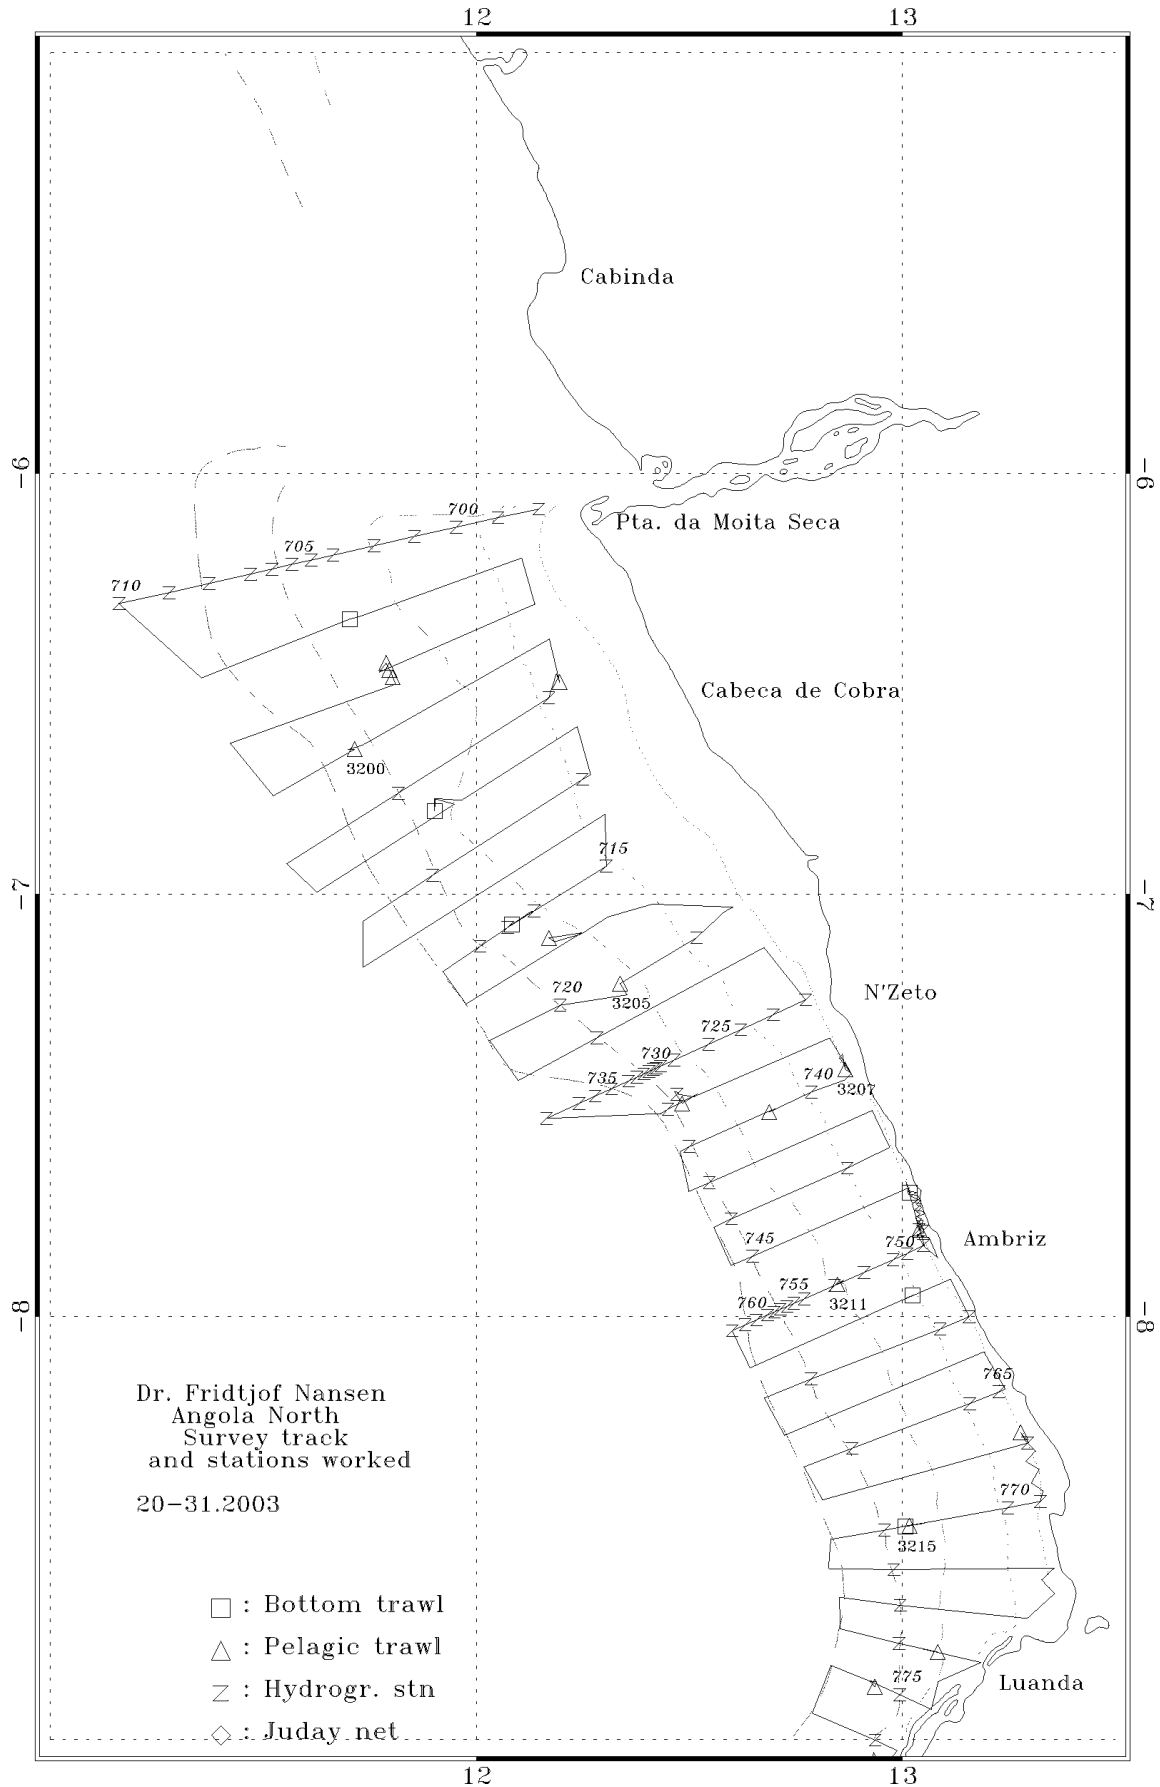 12 13
Cabinda
-6 -6
700
Pta. da Moita Seca
705
710
Cabeca de Cobra
3200
715
-7 -7
720
N'Zeto
3205
725
730
735
740
3207
745
750
Ambriz
755
760
3211
-8 -8
765
Dr. Fridtjof Nansen
Angola North
Survey track
and stations worked
770
20-31.2003
3215
: Bottom trawl
: Pelagic trawl
775
Luanda
: Hydrogr. stn
: Juday net
12 13